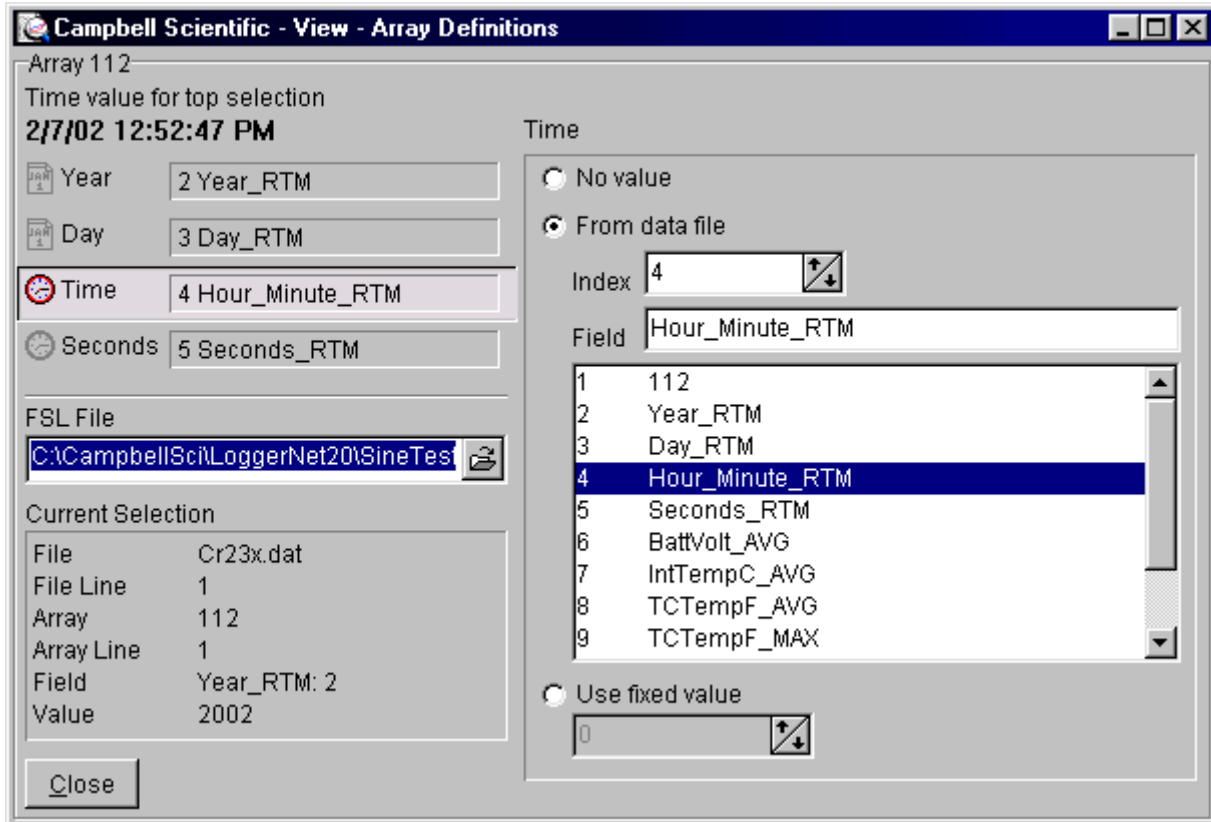 Campbell Scientific - View - Array Definitions
Array 112
Time value for top selection
2/7/02 12:52:47 PM
Year 2 Year_RTM
Day 3 Day_RTM
Time 4 Hour_Minute_RTM
Seconds 5 Seconds_RTM
FSL File
C:\CampbellSci\LoggerNet20\SineTest
Current Selection
File Cr23x.dat
File Line 1
Array 112
Array Line 1
Field Year_RTM: 2
Value 2002
Close
Time
No value
From data file
Index 4
Field Hour_Minute_RTM
1 112
2 Year_RTM
3 Day_RTM
4 Hour_Minute_RTM
5 Seconds_RTM
6 BattVolt_AVG
7 IntTempC_AVG
8 TCTempF_AVG
9 TCTempF_MAX
Use fixed value
0